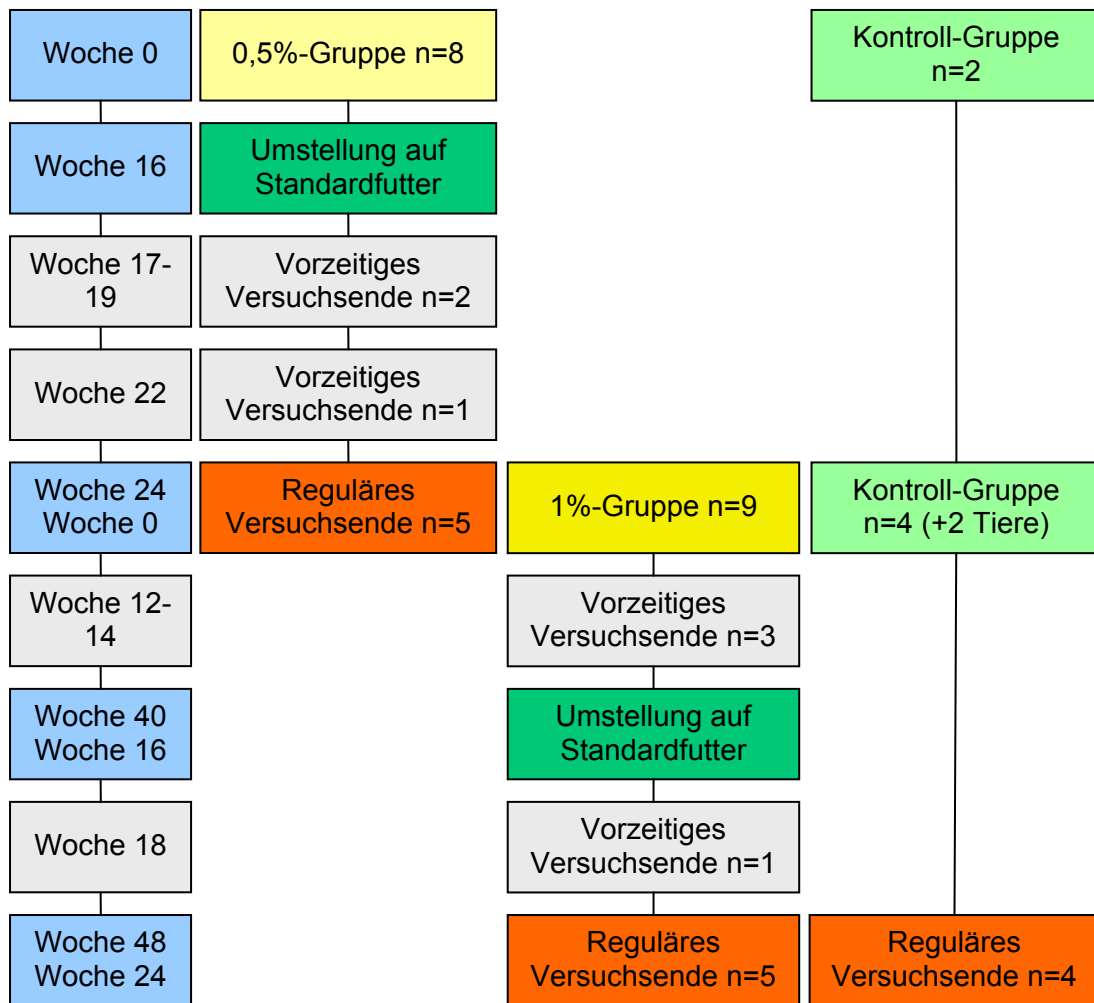 Woche 0
0,5%-Gruppe n=8
Kontroll-Gruppe
n=2
Woche 16
Umstellung auf
Standardfutter
Woche 17-
19
Vorzeitiges
Versuchsende n=2
Woche 22
Vorzeitiges
Versuchsende n=1
Woche 24
Woche 0
Reguläres
Versuchsende n=5
1%-Gruppe n=9
Kontroll-Gruppe
n=4 (+2 Tiere)
Woche 12-
14
Vorzeitiges
Versuchsende n=3
Woche 40
Woche 16
Umstellung auf
Standardfutter
Woche 18
Vorzeitiges
Versuchsende n=1
Woche 48
Woche 24
Reguläres
Versuchsende n=5
Reguläres
Versuchsende n=4